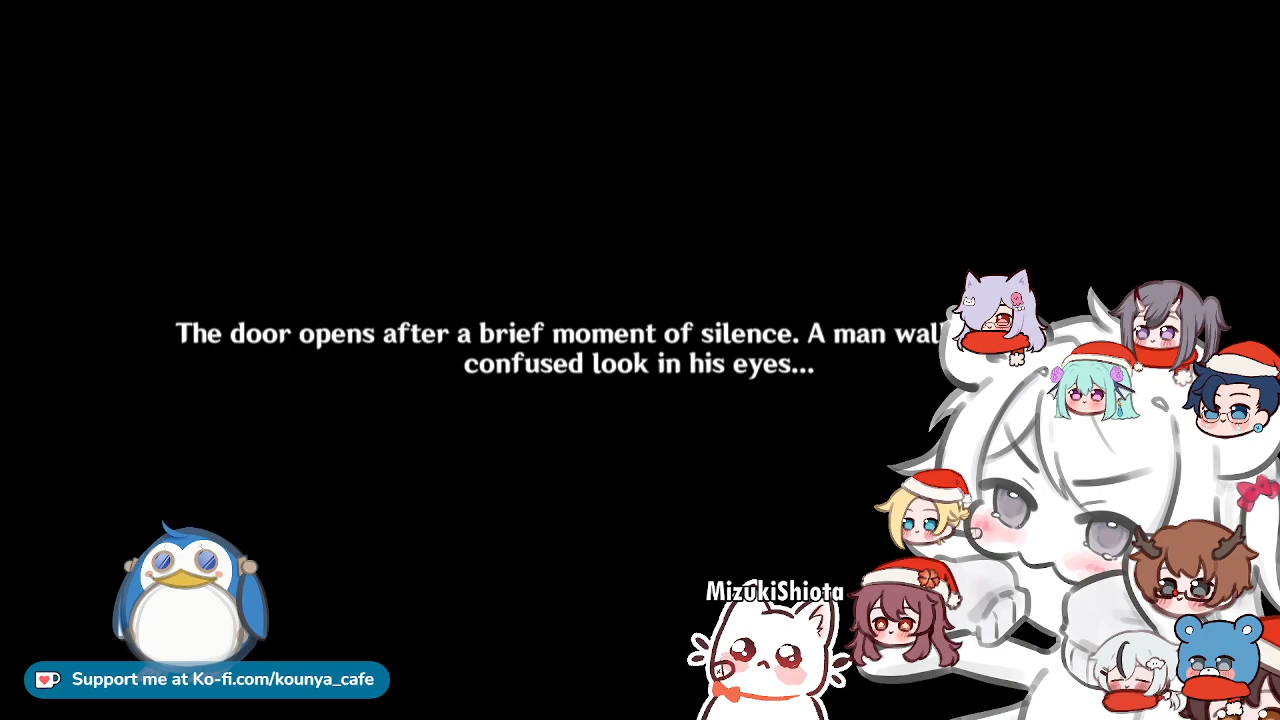 The door opens after a brief moment of silence. A man
confused look in his eyes...
MizukiShiota
Support me at Ko-fi.com/kounya_cafe